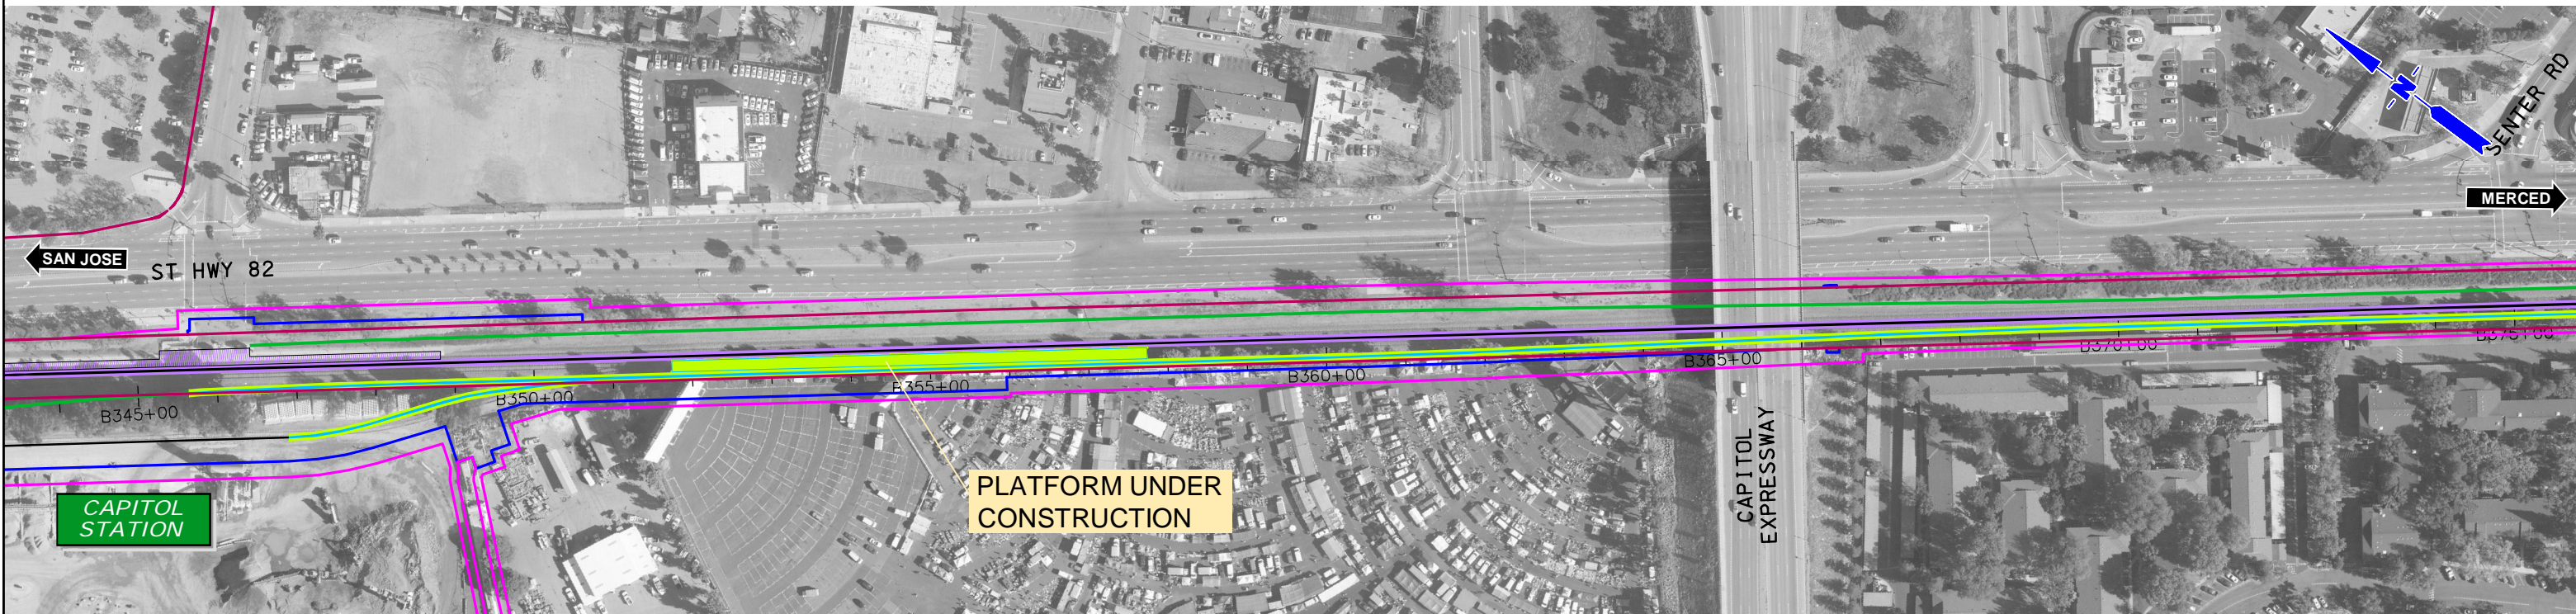 SENTER RD
N
MERCED
SAN JOSE
ST HWY 82
B345+00
B350+00
B355+00
B360+00
B365+00
B370+00
B375+00
CAPITOL
STATION
PLATFORM UNDER
CONSTRUCTION
CAPITOL
EXPRESSWAY